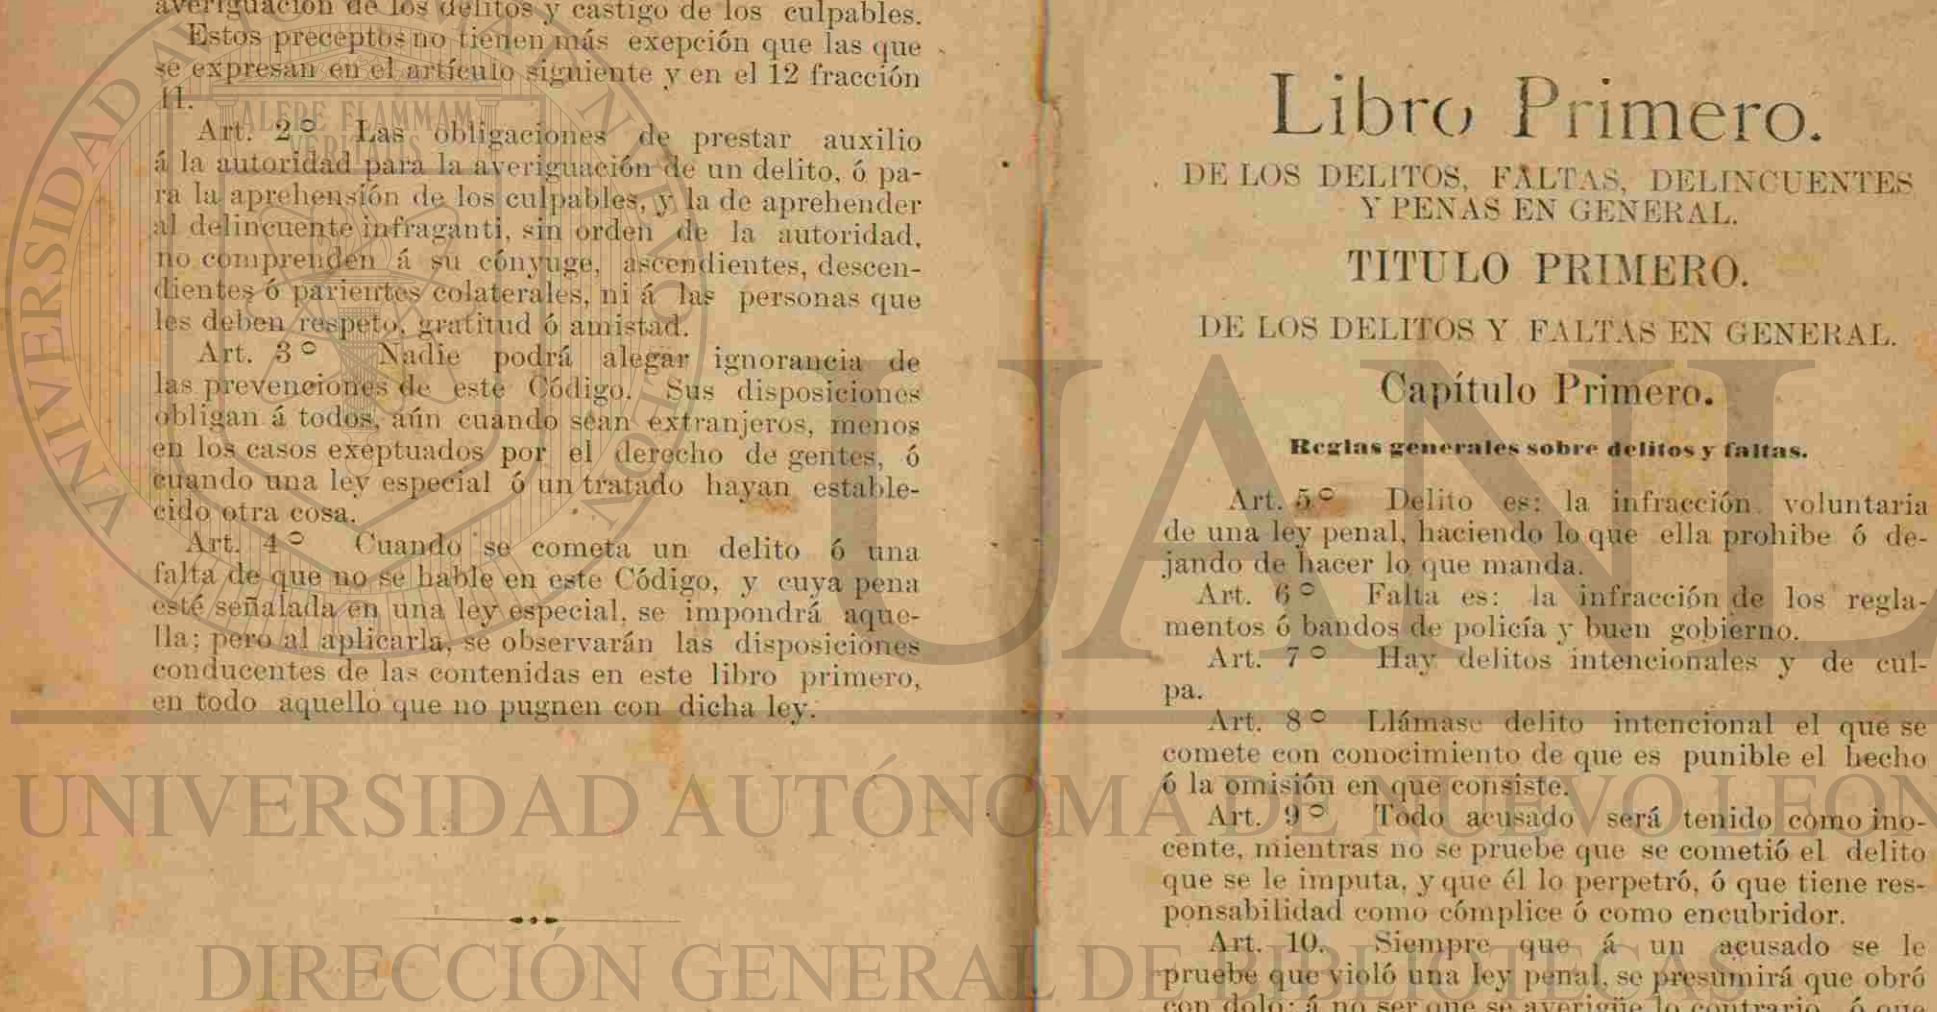 averiguación de los delitos y castigo de los culpables.
Estos preceptos no tienen más exepción que las que
se expresan en el artículo siguiente y en el 12 fracción
II.
Art. 2° Las obligaciones de prestar auxilio
á la autoridad para la averiguación de un delito, ó pa-
ra la aprehensión de los culpables, y la de aprehender
al delincuente infraganti, sin orden de la autoridad,
no comprenden á su cónyuge, ascendientes, descen-
dientes ó parientes colaterales, ni á las personas que
les deben respeto, gratitud ó amistad.
Art. 3° Nadie podrá alegar ignorancia de
las prevenciones de este Código. Sus disposiciones
obligan á todos, aún cuando sean extranjeros, menos
en los casos exeptuados por el derecho de gentes, ó
cuando una ley especial ó un tratado hayan estable-
cido otra cosa.
Art. 4° Cuando se cometa un delito ó una
falta de que no se hable en este Código, y cuya pena
esté señalada en una ley especial, se impondrá aque-
lla; pero al aplicarla, se observarán las disposiciones
conducentes de las contenidas en este libro primero,
en todo aquello que no pugnen con dicha ley.
Libro Primero.
DE LOS DELITOS, FALTAS, DELINCUENTES
Y PENAS EN GENERAL.
TITULO PRIMERO.
DE LOS DELITOS Y FALTAS EN GENERAL.
Capítulo Primero.
Reglas generales sobre delitos y faltas.
Art. 5° Delito es: la infracción voluntaria
de una ley penal, haciendo lo que ella prohibe ó de-
jando de hacer lo que manda.
Art. 6° Falta es: la infracción de los regla-
mentos ó bandos de policía y buen gobierno.
Art. 7° Hay delitos intencionales y de cul-
pa.
Art. 8° Llámase delito intencional el que se
comete con conocimiento de que es punible el hecho
ó la omisión en que consiste.
Art. 9° Todo acusado será tenido como ino-
cente, mientras no se pruebe que se cometió el delito
que se le imputa, y que él lo perpetró, ó que tiene res-
ponsabilidad como cómplice ó como encubridor.
Art. 10. Siempre que á un acusado se le
pruebe que violó una ley penal, se presumirá que obró
con dolo; á no ser que se averigüe lo contrario, ó que
UANL
UNIVERSIDAD AUTÓNOMA DE NUEVO LEÓN
DIRECCIÓN GENERAL DE BIBLIOTECAS
ALERE FLAMMAM
VERITATIS